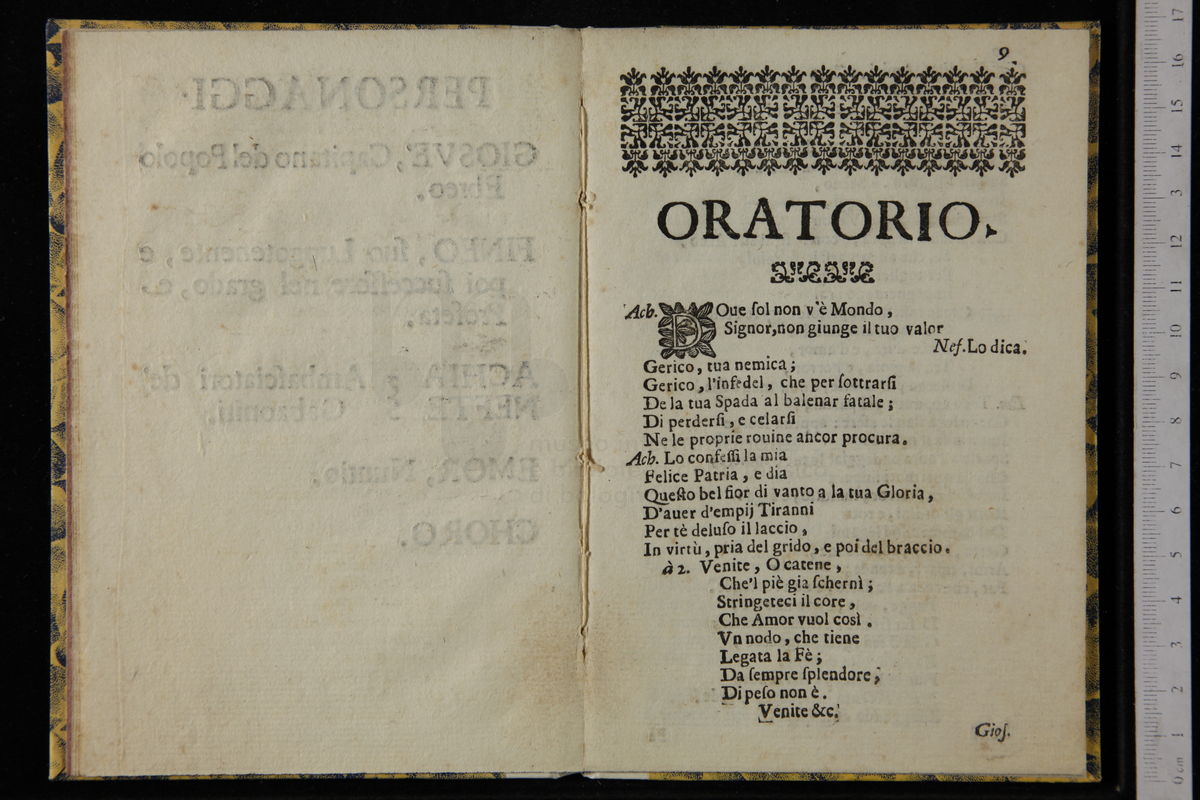 9
ORATORIO.
Ach. DOue ſol non v'è Mondo,
Signor, non giunge il tuo valor
Nef. Lo dica.
Gerico, tua nemica;
Gerico, l'infedel, che per ſottrarſi
De la tua Spada al balenar fatale;
Di perderſi, e celarſi
Ne le proprie rouine ancor procura.
Ach. Lo confeſſi la mia
Felice Patria, e dia
Queſto bel fior di vanto a la tua Gloria,
D'auer d'empij Tiranni
Per tè deluſo il laccio,
In virtù, pria del grido, e poi del braccio.
à 2. Venite, O catene,
Che'l piè gia ſchernì;
Stringeteci il core,
Che Amor vuol così.
Vn nodo, che tiene
Legata la Fè;
Da ſempre ſplendore;
Di peſo non è.
Venite &c.
Gioſ.